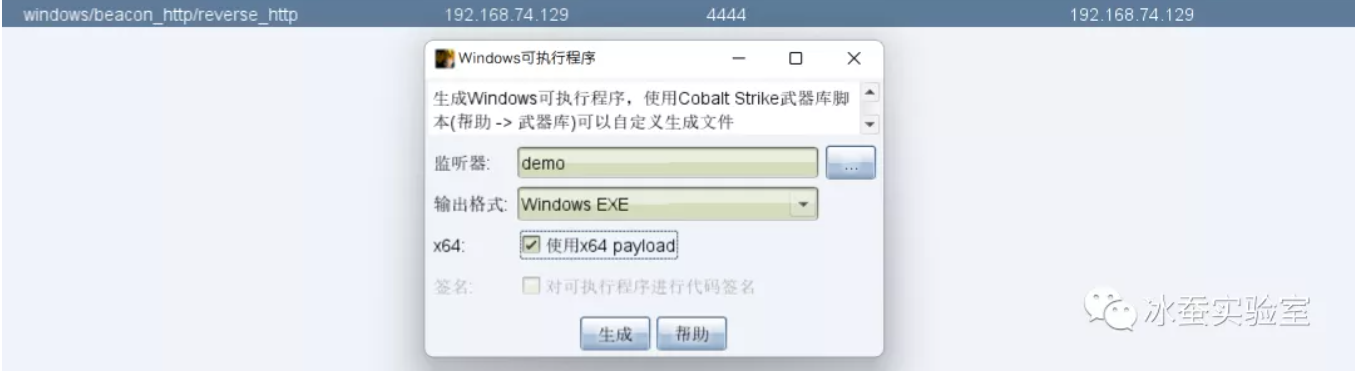 windows/beacon_http/reverse_http 192.168.74.129 4444 192.168.74.129
Windows可执行程序
生成Windows可执行程序，使用Cobalt Strike武器库脚
本(帮助 -> 武器库)可以自定义生成文件
监听器: demo ...
输出格式: Windows EXE
x64: 使用x64 payload
签名: 对可执行程序进行代码签名
生成 帮助
冰蚕实验室